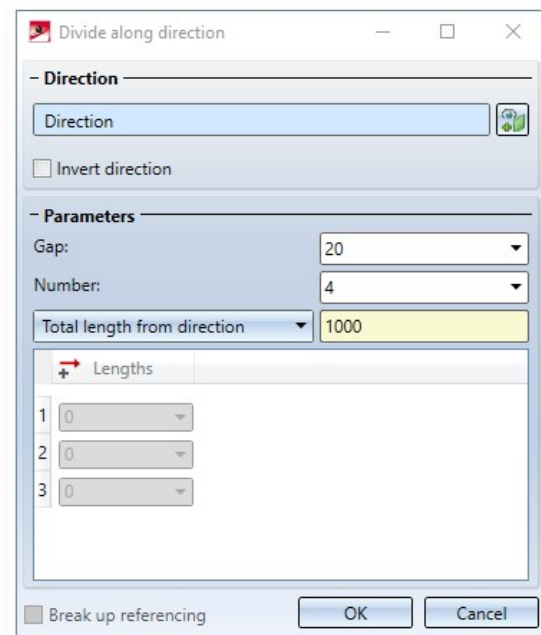 Divide along direction
Direction
Direction
Invert direction
Parameters
Gap: 20
Number: 4
Total length from direction 1000
Lengths
1 0
2 0
3 0
Break up referencing OK Cancel